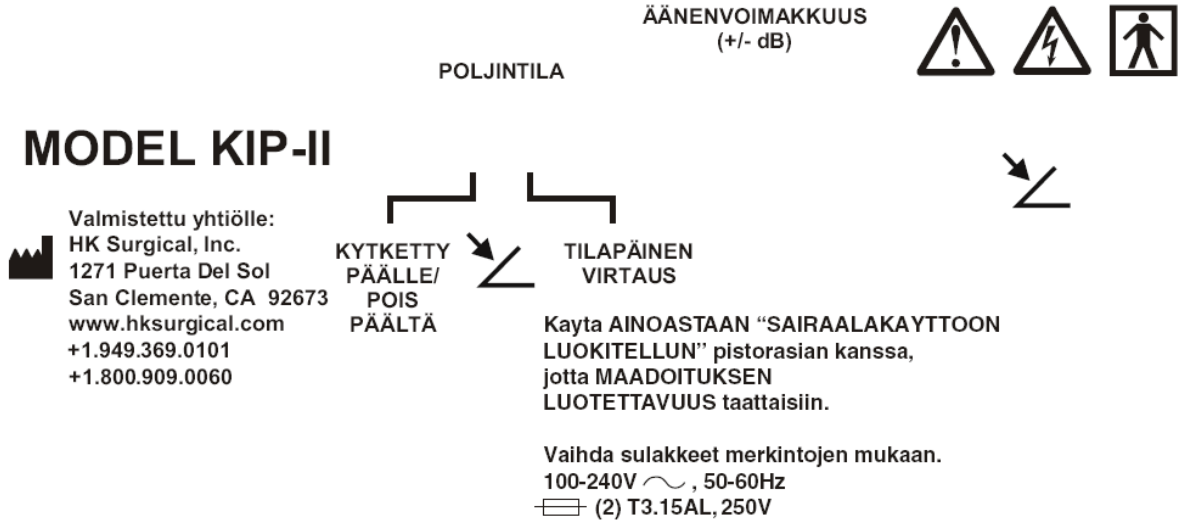 ÄÄNENVOIMAKKUUS
(+/- dB)
POLJINTILA
MODEL KIP-II
Valmistettu yhtiölle:
HK Surgical, Inc.
1271 Puerta Del Sol
San Clemente, CA 92673
www.hksurgical.com
+1.949.369.0101
+1.800.909.0060
KYTKETTY
PÄÄLLE/
POIS
PÄÄLTÄ
TILAPÄINEN
VIRTAUS
Kayta AINOASTAAN “SAIRAALAKAYTTOON
LUOKITELLUN” pistorasian kanssa,
jotta MAADOITUKSEN
LUOTETTAVUUS taattaisiin.
Vaihda sulakkeet merkintojen mukaan.
100-240V , 50-60Hz
(2) T3.15AL, 250V